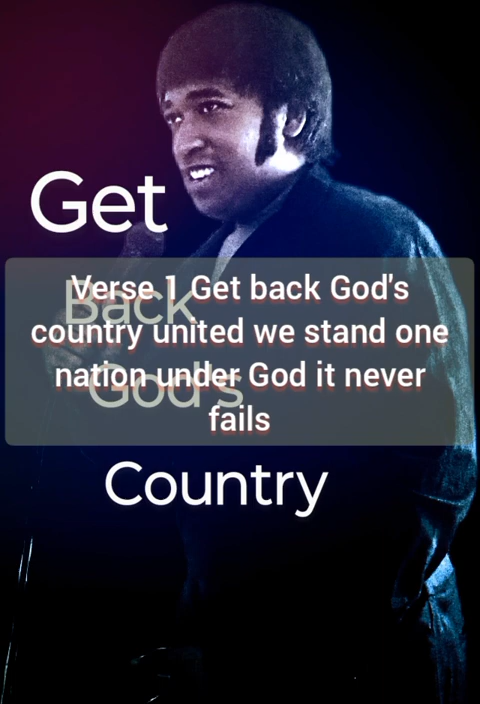 Get
Back
God's
Country
Verse 1 Get back God's
country united we stand one
nation under God it never
fails